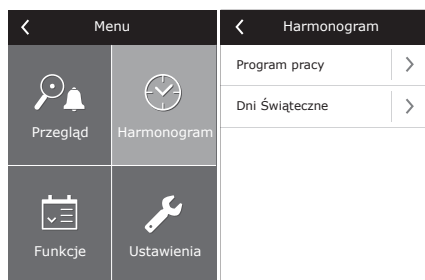 Menu
Przegląd
Harmonogram
Funkcje
Ustawienia
Harmonogram
Program pracy
Dni Świąteczne